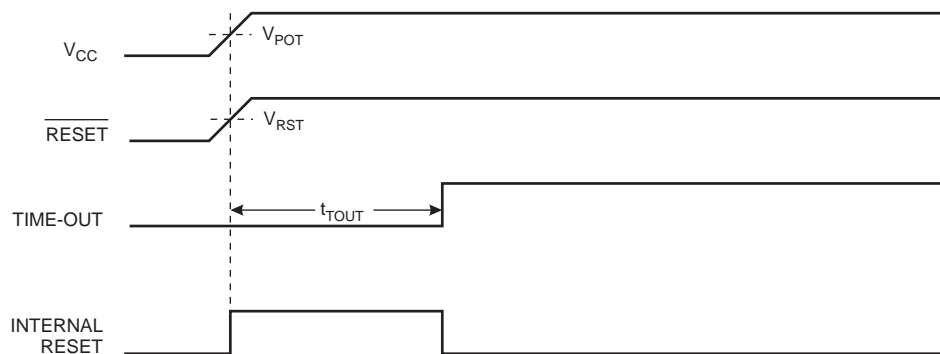 V_CC
V_POT
RESET
V_RST
TIME-OUT
t_TOUT
INTERNAL
RESET